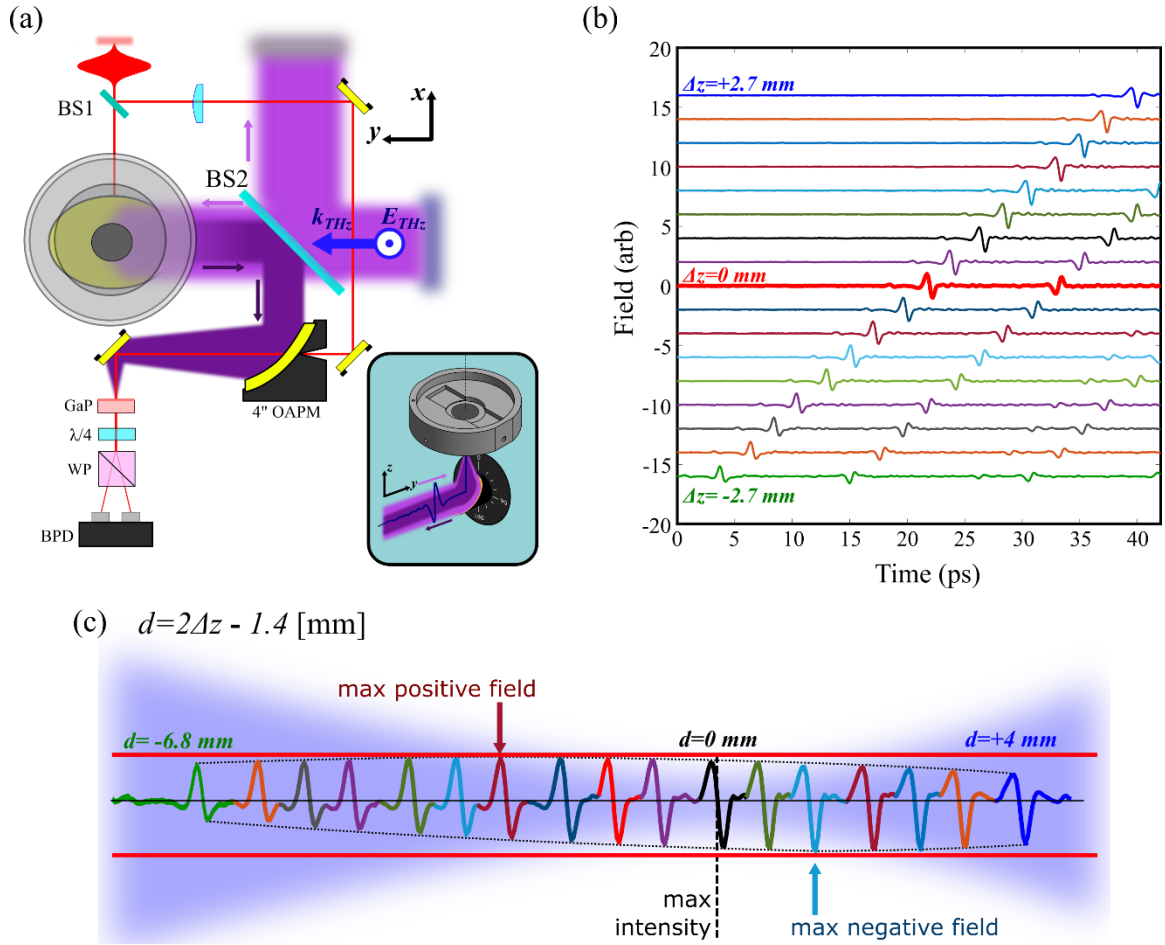 (a)
BS1
x
y
BS2
k_THz
E_THz
GaP
λ/4
WP
BPD
4" OAPM
z
y
(b)
20
15
10
5
0
-5
-10
-15
-20
Field (arb)
Δz=+2.7 mm
Δz=0 mm
Δz= -2.7 mm
0 5 10 15 20 25 30 35 40
Time (ps)
(c) d=2Δz - 1.4 [mm]
max positive field
d= -6.8 mm
d=0 mm
d=+4 mm
max
intensity
max negative field